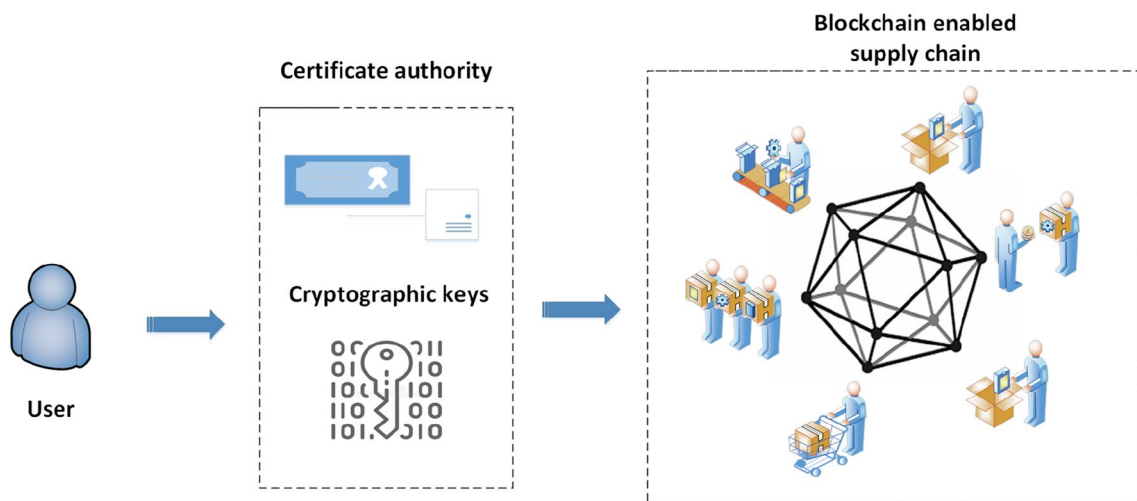 Blockchain enabled
supply chain
Certificate authority
Cryptographic keys
User